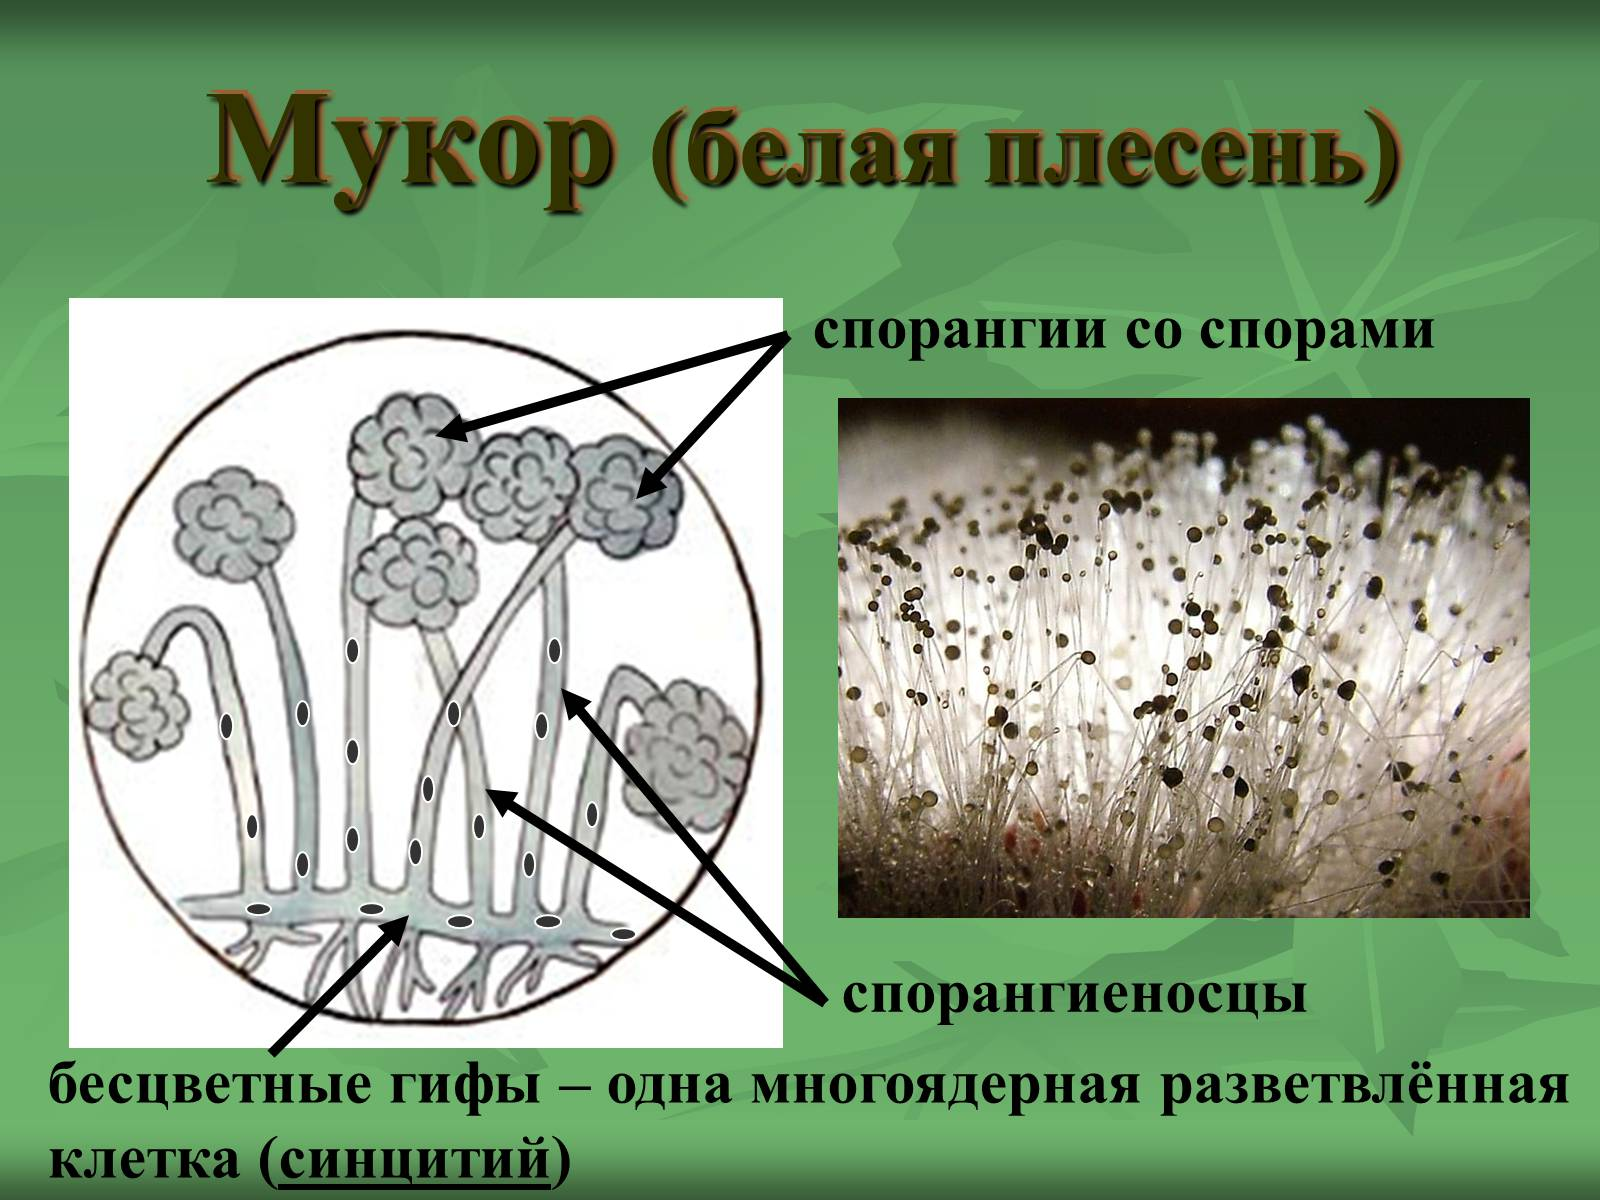 Мукор (белая плесень)
спорангии со спорами
спорангиеносцы
бесцветные гифы – одна многоядерная разветвлённая
клетка (синцитий)